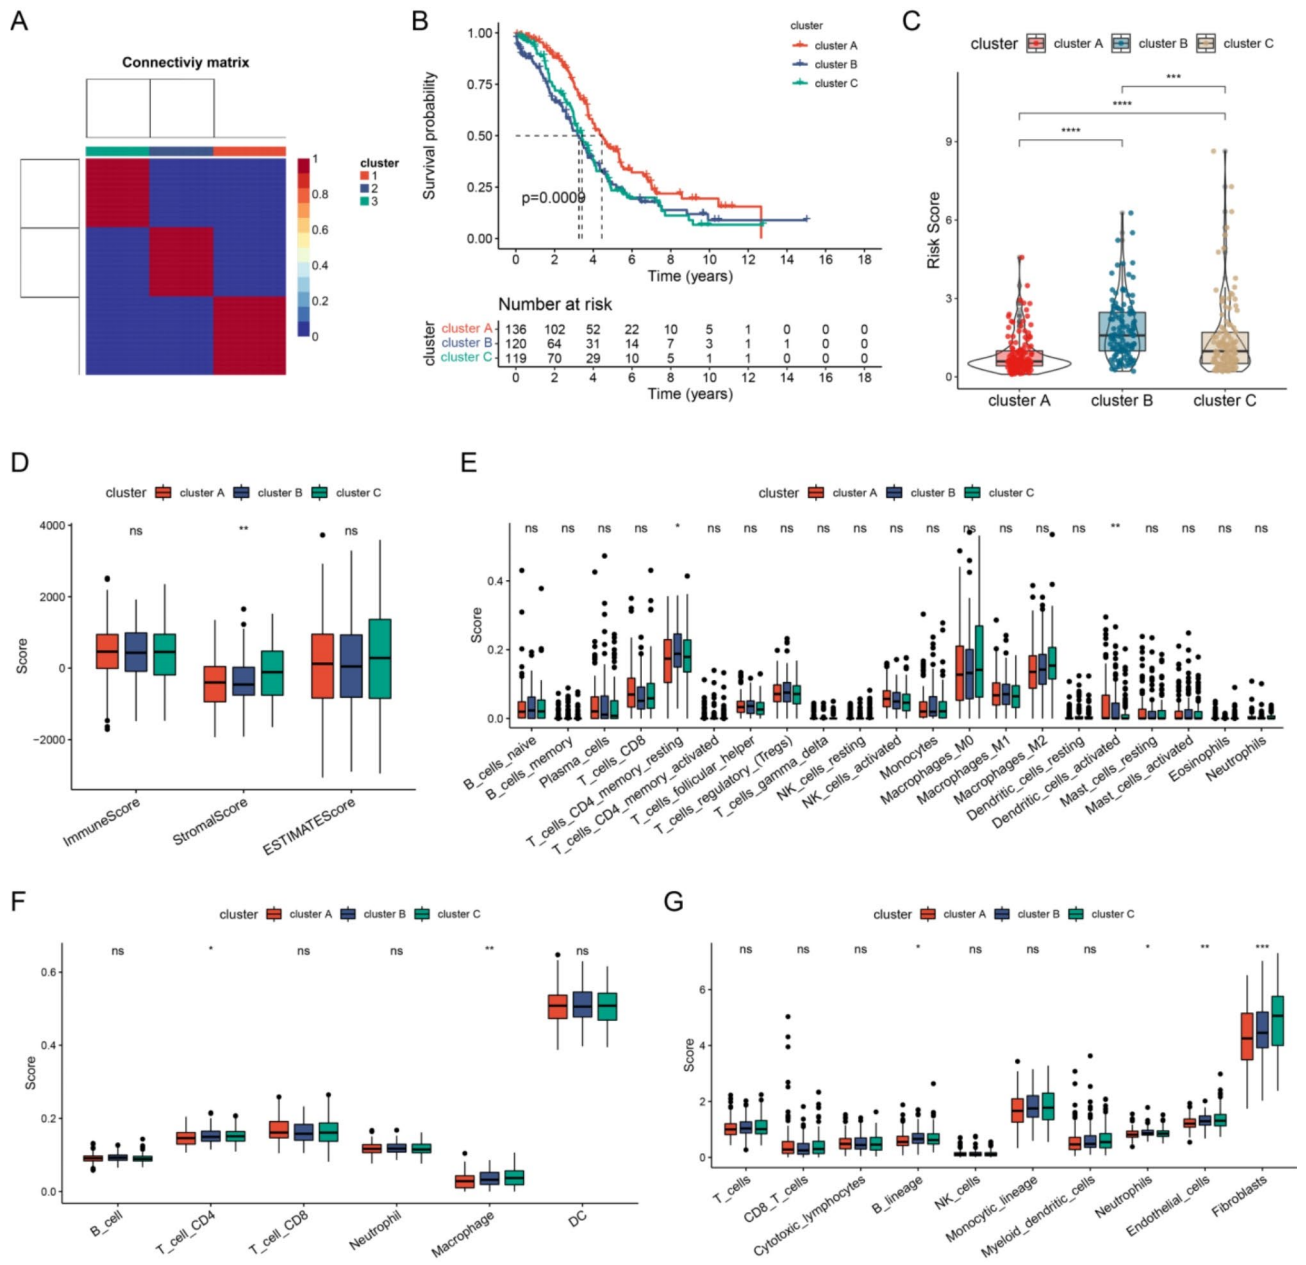 A
Connectiviy matrix
cluster
1
2
3
1
0.8
0.6
0.4
0.2
0
B
cluster
cluster A
cluster B
cluster C
Survival probability
1.00
0.75
0.50
0.25
0.00
p=0.0009
0 2 4 6 8 10 12 14 16 18
Time (years)
Number at risk
cluster
cluster A 136 102 52 22 10 5 1 0 0 0
cluster B 120 64 31 14 7 3 1 1 0 0
cluster C 119 70 29 10 5 1 1 0 0 0
0 2 4 6 8 10 12 14 16 18
Time (years)
C
cluster cluster A cluster B cluster C
Risk Score
9
6
3
0
***
****
****
cluster A cluster B cluster C
D
cluster cluster A cluster B cluster C
Score
4000
2000
0
−2000
ns ** ns
ImmuneScore
StromalScore
ESTIMATEScore
E
cluster cluster A cluster B cluster C
Score
0.4
0.2
0.0
ns ns ns ns * ns ns ns ns ns ns ns ns ns ns ns ** ns ns ns ns
B_cells_naive
B_cells_memory
Plasma_cells
T_cells_CD8
T_cells_CD4_memory_resting
T_cells_CD4_memory_activated
T_cells_follicular_helper
T_cells_regulatory_(Tregs)
T_cells_gamma_delta
NK_cells_resting
NK_cells_activated
Monocytes
Macrophages_M0
Macrophages_M1
Macrophages_M2
Dendritic_cells_resting
Dendritic_cells_activated
Mast_cells_resting
Mast_cells_activated
Eosinophils
Neutrophils
F
cluster cluster A cluster B cluster C
Score
0.6
0.4
0.2
0.0
ns * ns ns ** ns
B_cell
T_cell_CD4
T_cell_CD8
Neutrophil
Macrophage
DC
G
cluster cluster A cluster B cluster C
Score
6
4
2
0
ns ns ns * ns ns ns * ** ***
T_cells
CD8_T_cells
Cytotoxic_lymphocytes
B_lineage
NK_cells
Monocytic_lineage
Myeloid_dendritic_cells
Neutrophils
Endothelial_cells
Fibroblasts